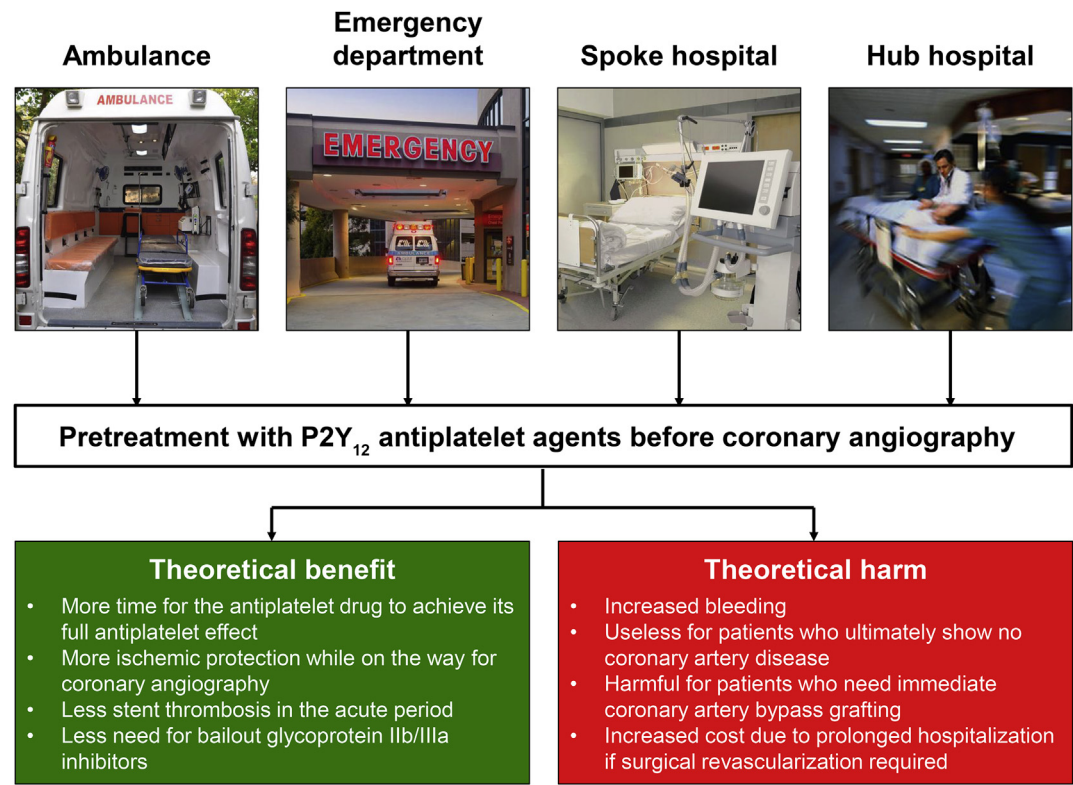 Ambulance
Emergency
department
Spoke hospital
Hub hospital
AMBULANCE
EMERGENCY
AMBULANCE
Pretreatment with P2Y12 antiplatelet agents before coronary angiography
Theoretical benefit
• More time for the antiplatelet drug to achieve its
full antiplatelet effect
• More ischemic protection while on the way for
coronary angiography
• Less stent thrombosis in the acute period
• Less need for bailout glycoprotein IIb/IIIa
inhibitors
Theoretical harm
• Increased bleeding
• Useless for patients who ultimately show no
coronary artery disease
• Harmful for patients who need immediate
coronary artery bypass grafting
• Increased cost due to prolonged hospitalization
if surgical revascularization required